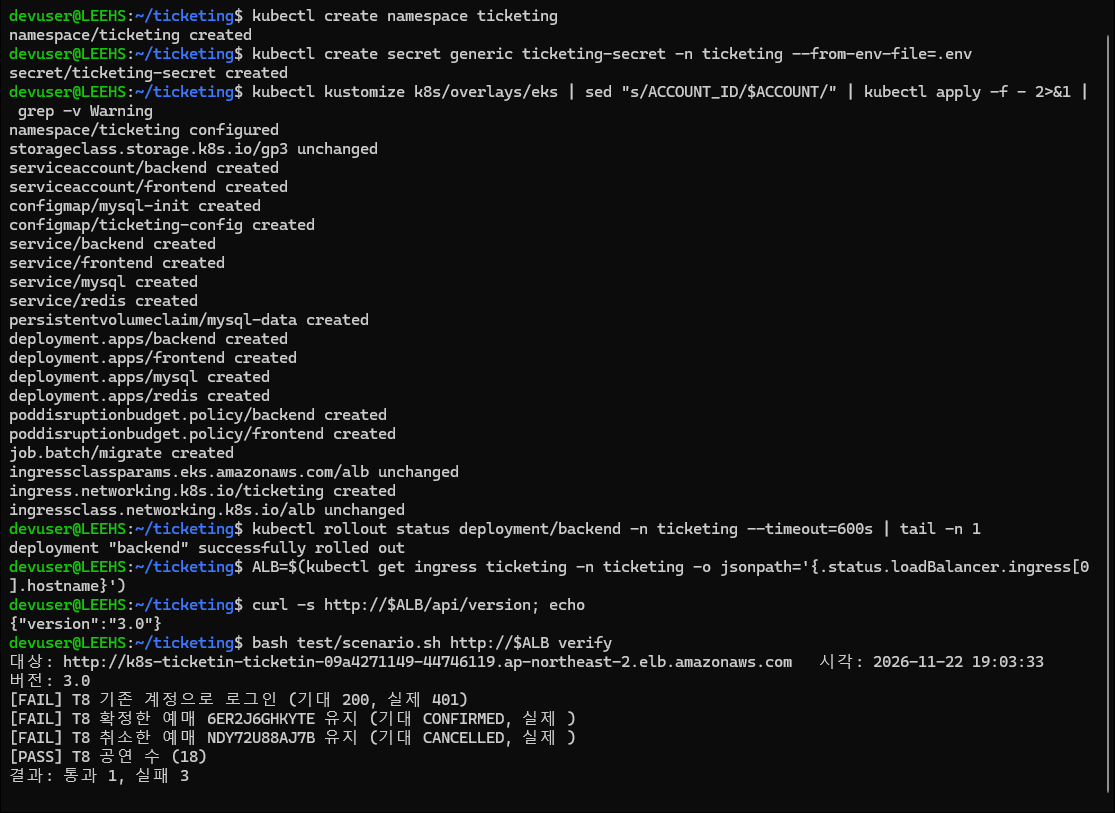 devuser@LEEHS:~/ticketing$ kubectl create namespace ticketing
namespace/ticketing created
devuser@LEEHS:~/ticketing$ kubectl create secret generic ticketing-secret -n ticketing --from-env-file=.env
secret/ticketing-secret created
devuser@LEEHS:~/ticketing$ kubectl kustomize k8s/overlays/eks | sed "s/ACCOUNT_ID/$ACCOUNT/" | kubectl apply -f - 2>&1 |
 grep -v Warning
namespace/ticketing configured
storageclass.storage.k8s.io/gp3 unchanged
serviceaccount/backend created
serviceaccount/frontend created
configmap/mysql-init created
configmap/ticketing-config created
service/backend created
service/frontend created
service/mysql created
service/redis created
persistentvolumeclaim/mysql-data created
deployment.apps/backend created
deployment.apps/frontend created
deployment.apps/mysql created
deployment.apps/redis created
poddisruptionbudget.policy/backend created
poddisruptionbudget.policy/frontend created
job.batch/migrate created
ingressclassparams.eks.amazonaws.com/alb unchanged
ingress.networking.k8s.io/ticketing created
ingressclass.networking.k8s.io/alb unchanged
devuser@LEEHS:~/ticketing$ kubectl rollout status deployment/backend -n ticketing --timeout=600s | tail -n 1
deployment "backend" successfully rolled out
devuser@LEEHS:~/ticketing$ ALB=$(kubectl get ingress ticketing -n ticketing -o jsonpath='{.status.loadBalancer.ingress[0
].hostname}')
devuser@LEEHS:~/ticketing$ curl -s http://$ALB/api/version; echo
{"version":"3.0"}
devuser@LEEHS:~/ticketing$ bash test/scenario.sh http://$ALB verify
대상: http://k8s-ticketin-ticketin-09a4271149-44746119.ap-northeast-2.elb.amazonaws.com   시각: 2026-11-22 19:03:33
버전: 3.0
[FAIL] T8 기존 계정으로 로그인 (기대 200, 실제 401)
[FAIL] T8 확정한 예매 6ER2J6GHKYTE 유지 (기대 CONFIRMED, 실제 )
[FAIL] T8 취소한 예매 NDY72U88AJ7B 유지 (기대 CANCELLED, 실제 )
[PASS] T8 공연 수 (18)
결과: 통과 1, 실패 3